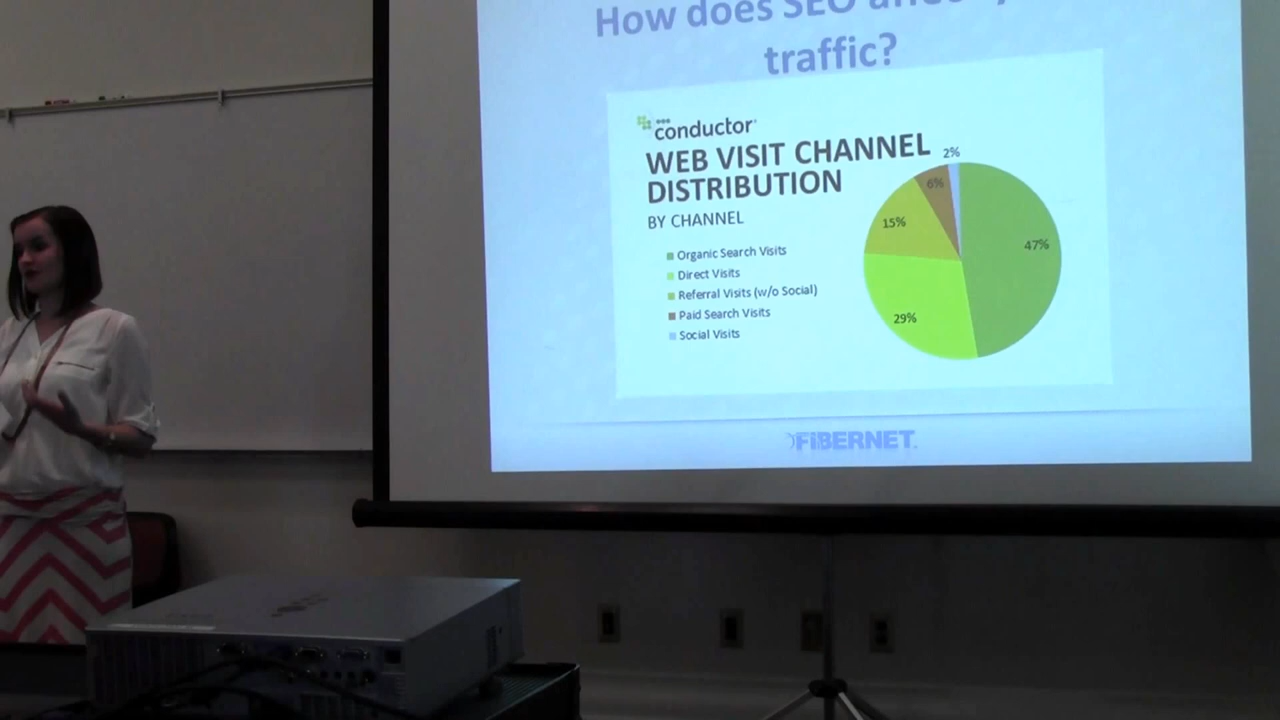 How does SEO
traffic?
conductor
WEB VISIT CHANNEL
DISTRIBUTION
BY CHANNEL
Organic Search Visits
Direct Visits
Referral Visits (w/o Social)
Paid Search Visits
Social Visits
2%
6%
15%
47%
29%
FIBERNET